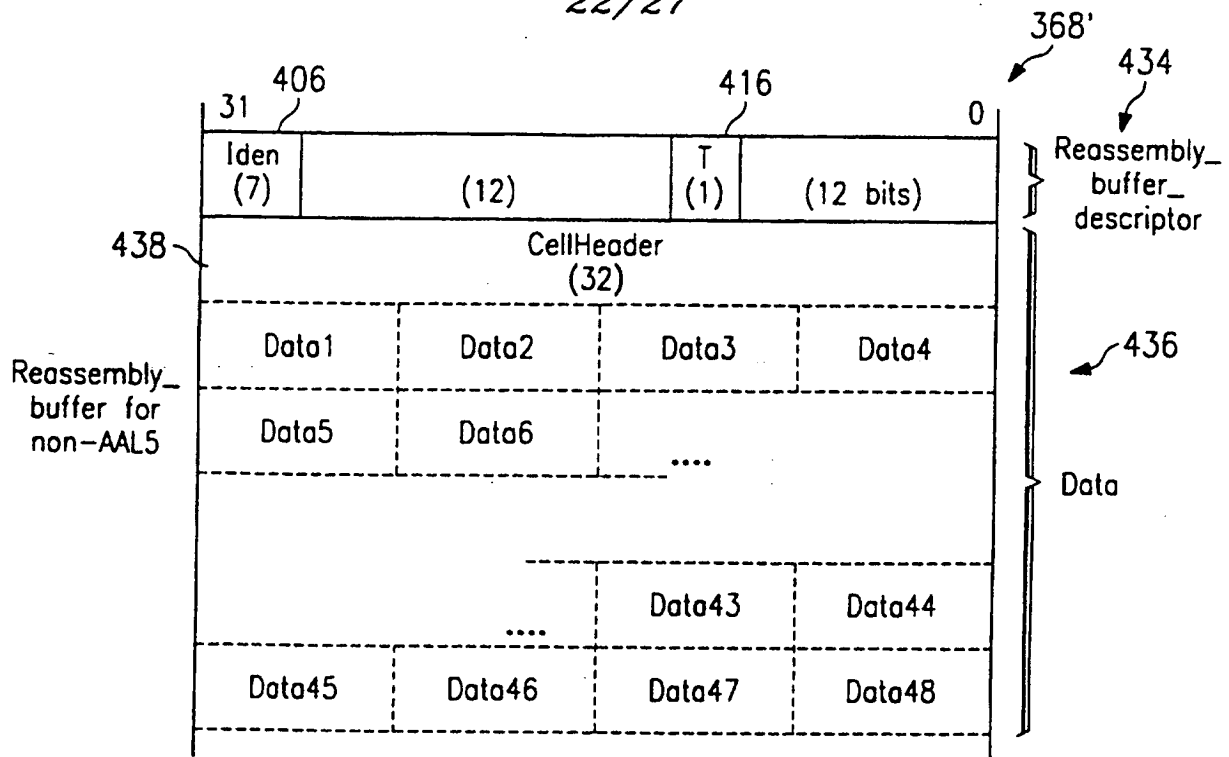 22/27
368'
406
416
434
31
0
Iden
(7)
(12)
T
(1)
(12 bits)
Reassembly_
buffer_
descriptor
438
CellHeader
(32)
Data1 Data2 Data3 Data4
436
Reassembly_
buffer for
non-AAL5
Data5 Data6
....
Data
Data43 Data44
....
Data45 Data46 Data47 Data48